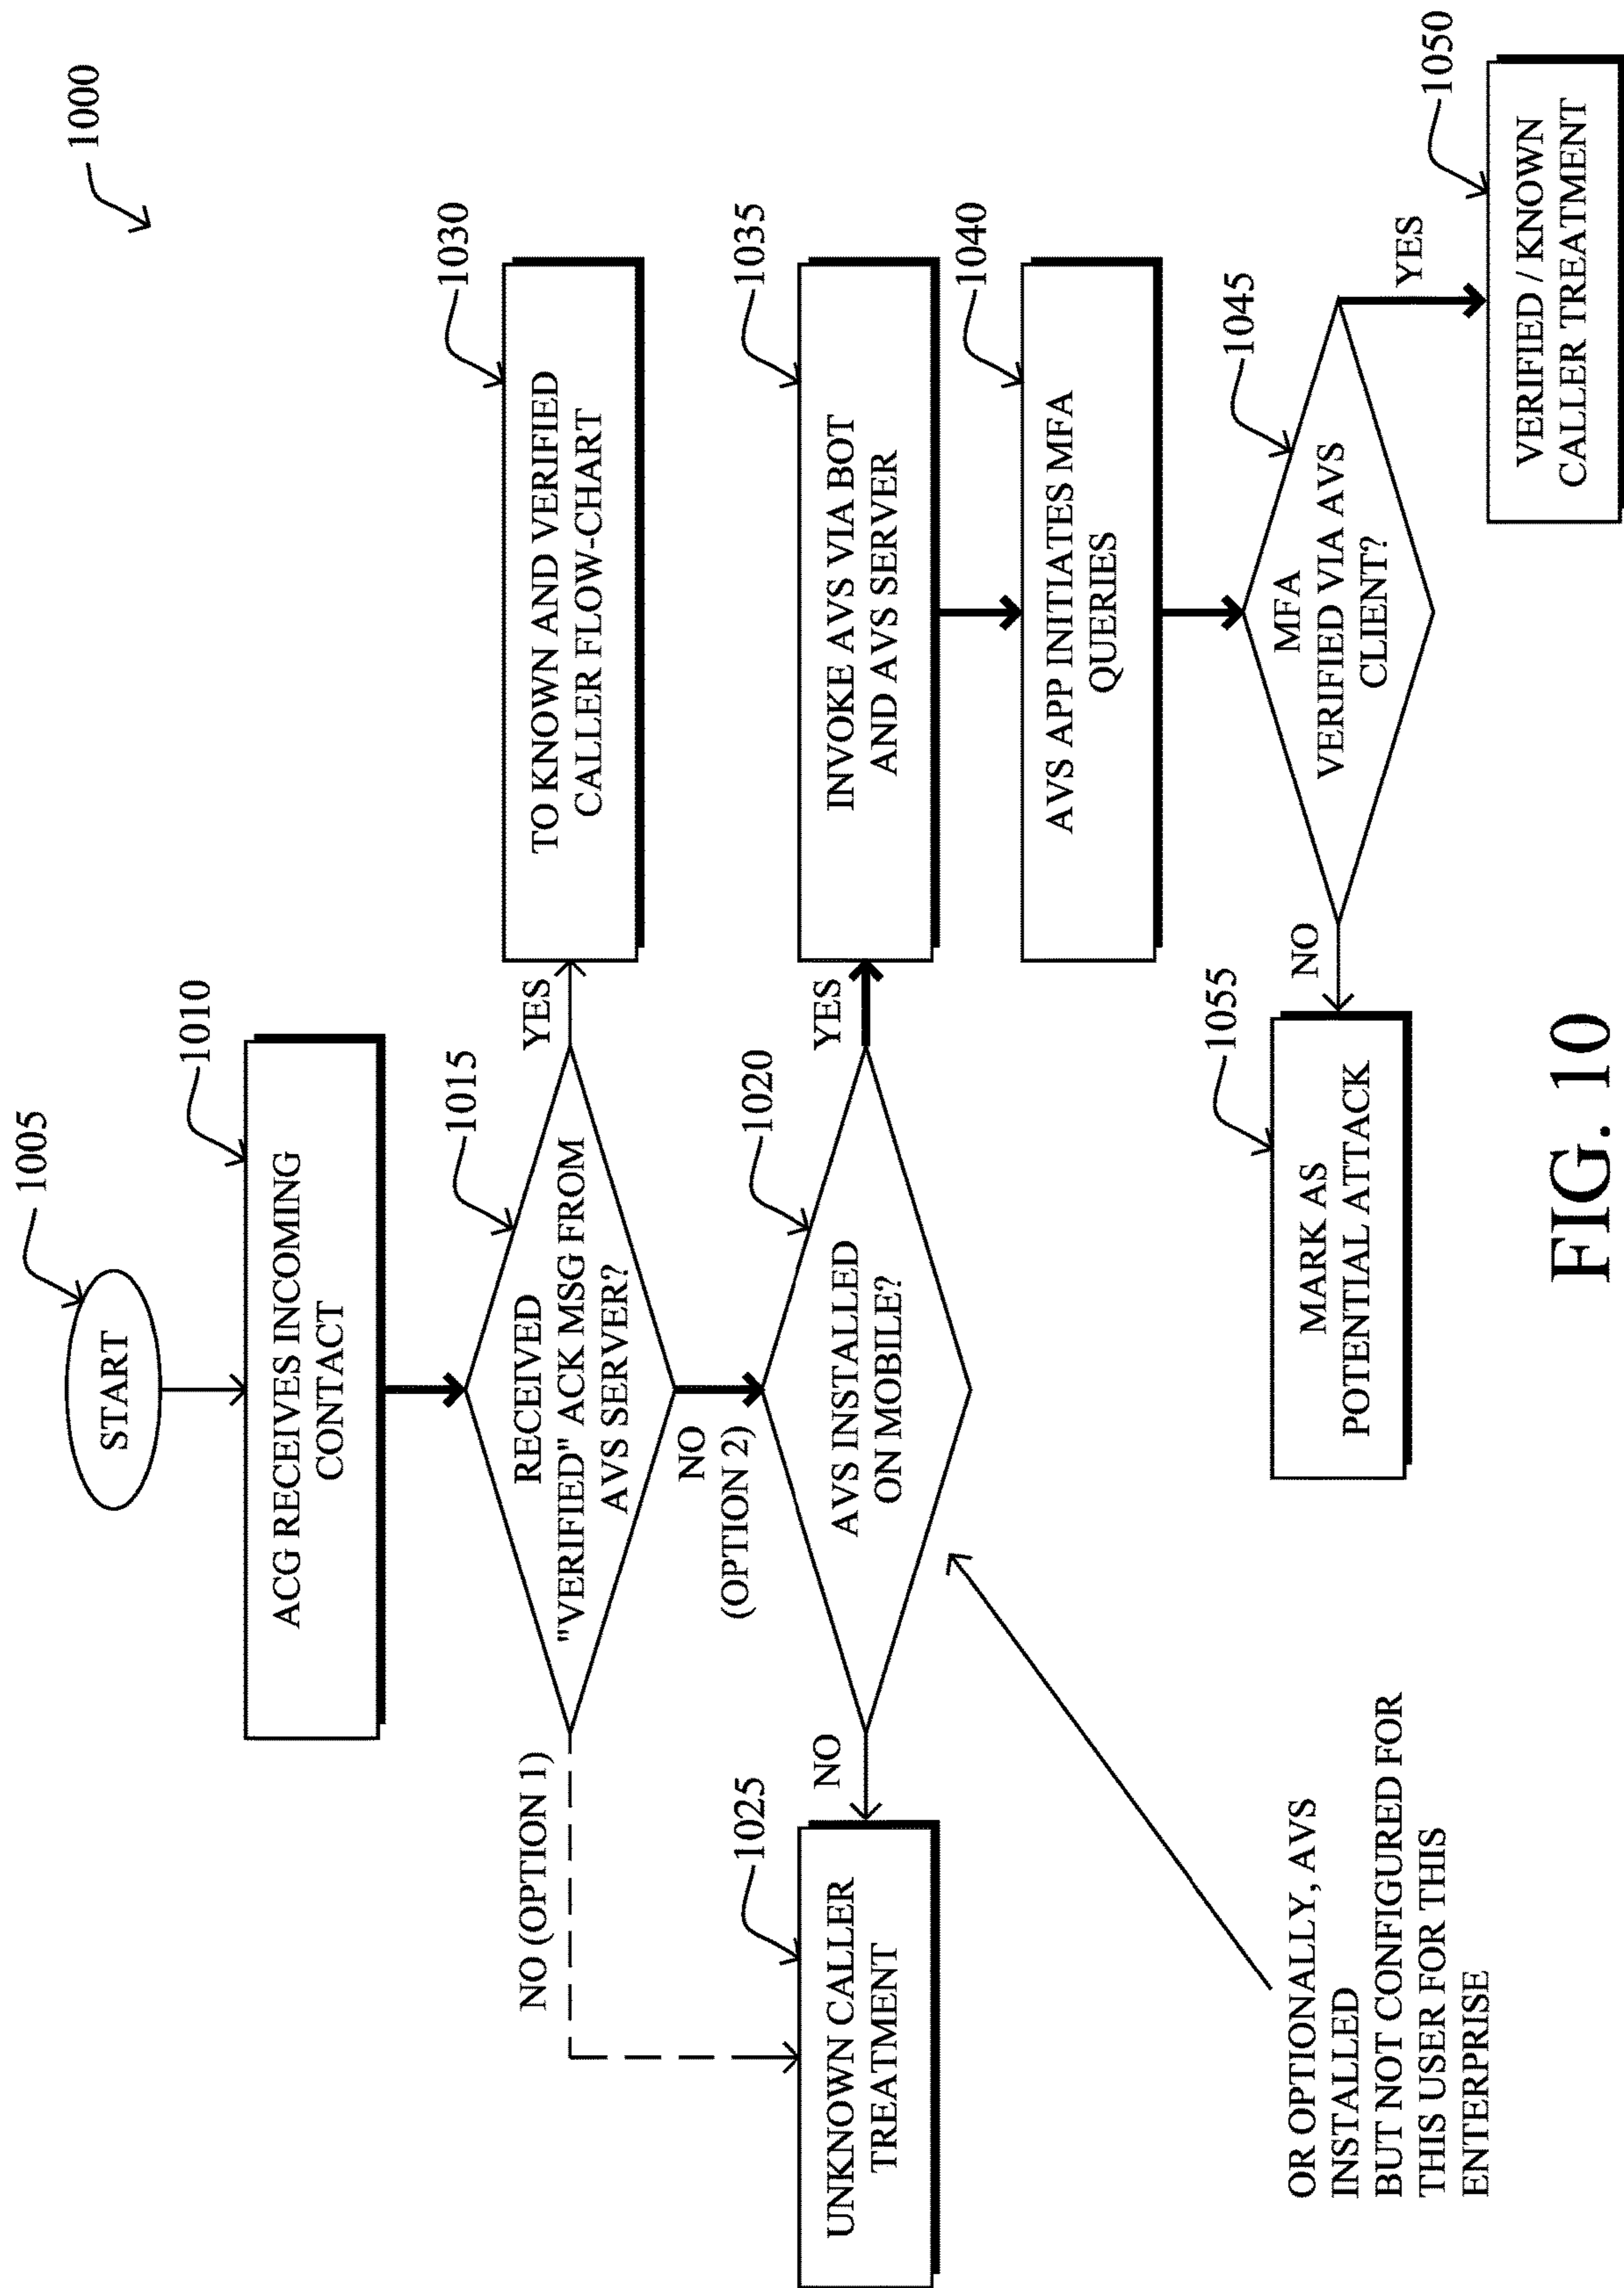 1000
1005
START
1010
ACG RECEIVES INCOMING
CONTACT
1015
RECEIVED
"VERIFIED" ACK MSG FROM
AVS SERVER?
YES
1030
TO KNOWN AND VERIFIED
CALLER FLOW-CHART
NO (OPTION 1)
NO
(OPTION 2)
1020
AVS INSTALLED
ON MOBILE?
NO
1025
UNKNOWN CALLER
TREATMENT
YES
1035
INVOKE AVS VIA BOT
AND AVS SERVER
1040
AVS APP INITIATES MFA
QUERIES
1045
MFA
VERIFIED VIA AVS
CLIENT?
NO
1055
MARK AS
POTENTIAL ATTACK
YES
1050
VERIFIED / KNOWN
CALLER TREATMENT
OR OPTIONALLY, AVS
INSTALLED
BUT NOT CONFIGURED FOR
THIS USER FOR THIS
ENTERPRISE
FIG. 10